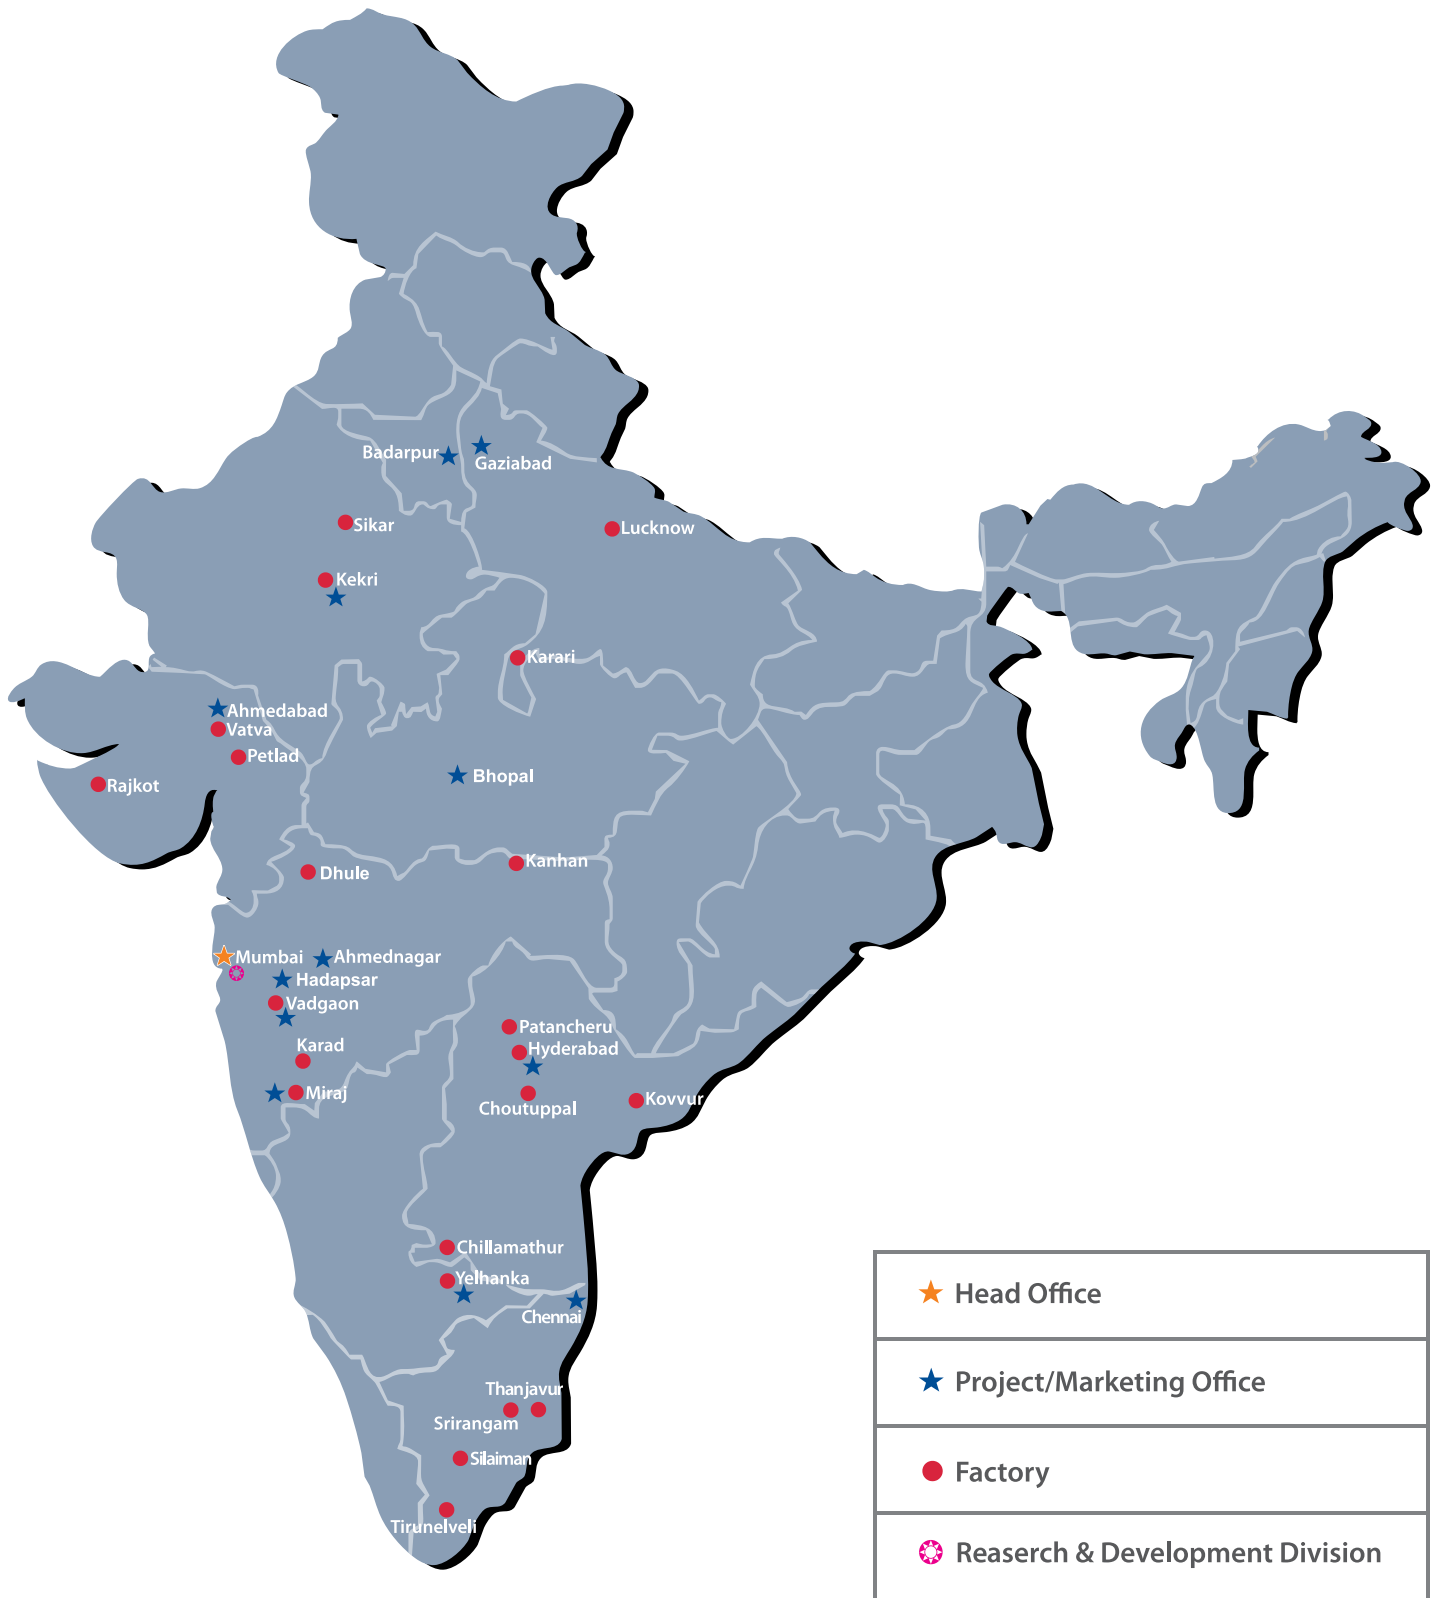 Badarpur
Gaziabad
Sikar
Lucknow
Kekri
Karari
Ahmedabad
Vatva
Petlad
Bhopal
Rajkot
Kanhan
Dhule
Mumbai
Ahmednagar
Hadapsar
Vadgaon
Patancheru
Karad
Hyderabad
Miraj
Choutuppal
Kovvur
Chillamathur
Yelhanka
Chennai
Thanjavur
Srirangam
Silaiman
Tirunelveli
Head Office
Project/Marketing Office
Factory
Reaserch & Development Division